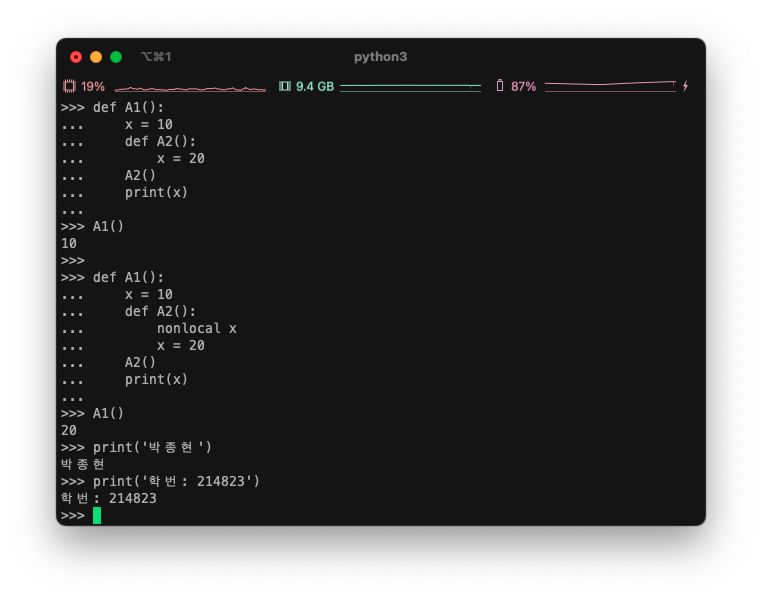 ⌥⌘1 python3
19% 9.4 GB 87%
>>> def A1():
...     x = 10
...     def A2():
...         x = 20
...     A2()
...     print(x)
...
>>> A1()
10
>>>
>>> def A1():
...     x = 10
...     def A2():
...         nonlocal x
...         x = 20
...     A2()
...     print(x)
...
>>> A1()
20
>>> print('박종현')
박종현
>>> print('학번: 214823')
학번: 214823
>>>